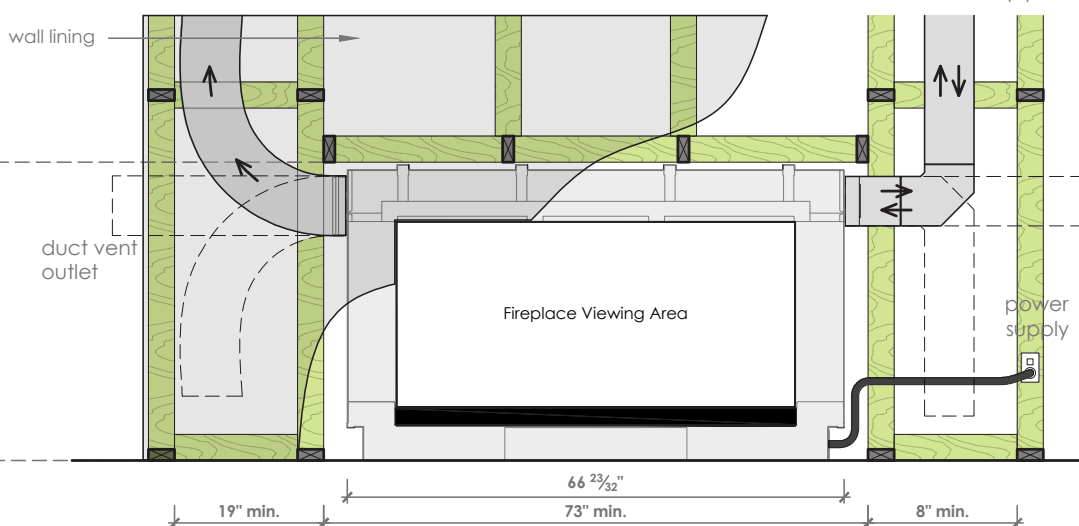 wall lining
duct vent
outlet
Fireplace Viewing Area
power
supply
66 23/32"
19" min.
73" min.
8" min.